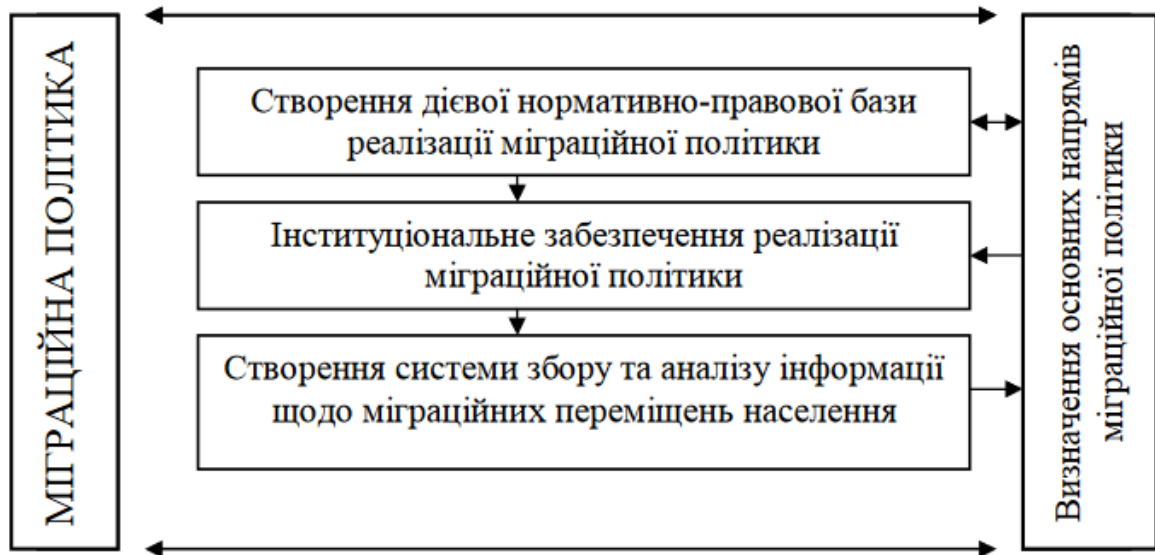 МІГРАЦІЙНА ПОЛІТИКА
Створення дієвої нормативно-правової бази
реалізації міграційної політики
Інституціональне забезпечення реалізації
міграційної політики
Створення системи збору та аналізу інформації
щодо міграційних переміщень населення
Визначення основних напрямів
міграційної політики